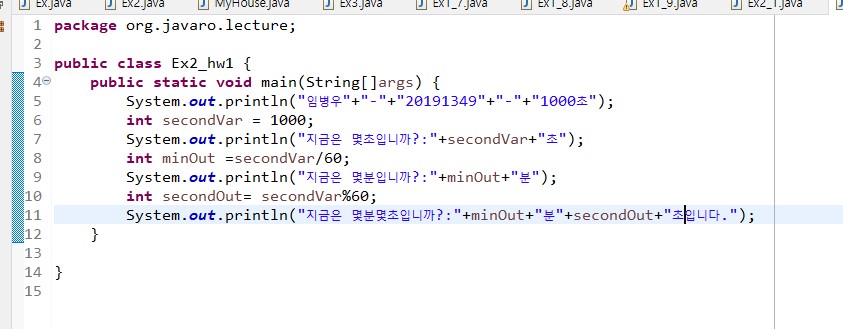 Ex.java Ex2.java MyHouse.java Ex3.java Ex1_7.java Ex1_8.java Ex1_9.java Ex2_1.java
1 package org.javaro.lecture;
2
3 public class Ex2_hw1 {
4 public static void main(String[]args) {
5 System.out.println("임병우"+"-"+"20191349"+"-"+"1000초");
6 int secondVar = 1000;
7 System.out.println("지금은 몇초입니까?:"+secondVar+"초");
8 int minOut =secondVar/60;
9 System.out.println("지금은 몇분입니까?:"+minOut+"분");
10 int secondOut= secondVar%60;
11 System.out.println("지금은 몇분몇초입니까?:"+minOut+"분"+secondOut+"초입니다.");
12 }
13
14 }
15